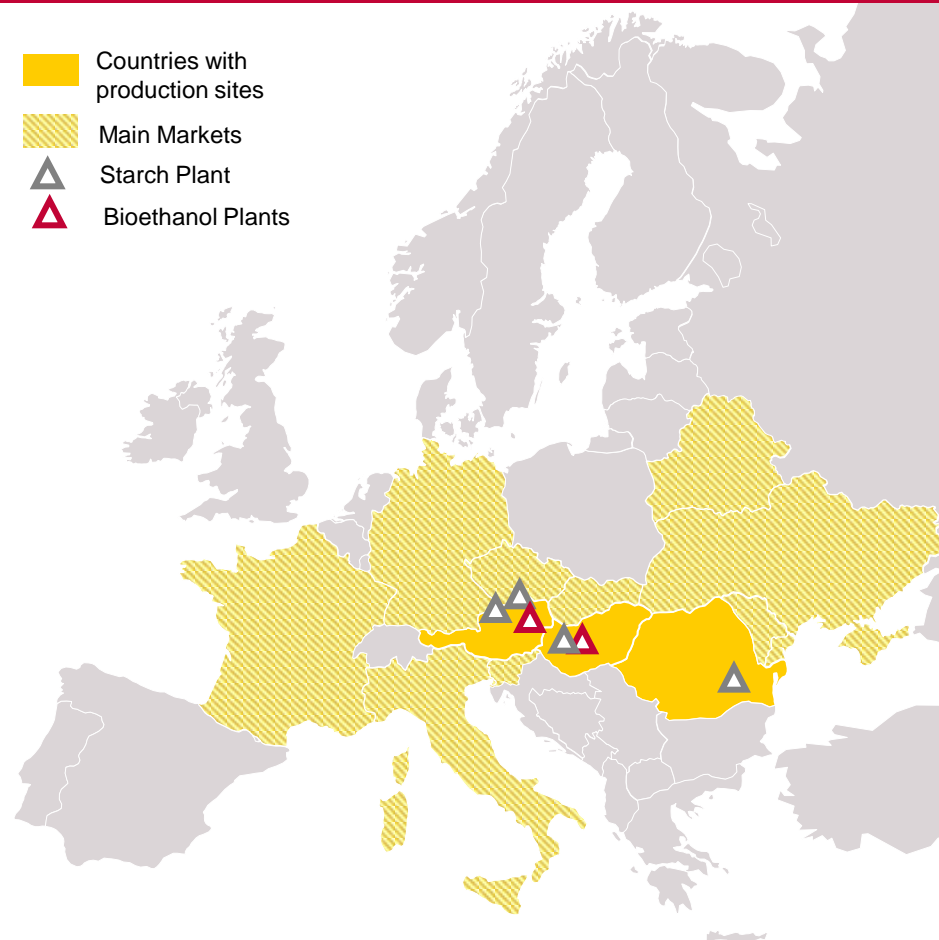 Countries with
production sites
Main Markets
Starch Plant
Bioethanol Plants